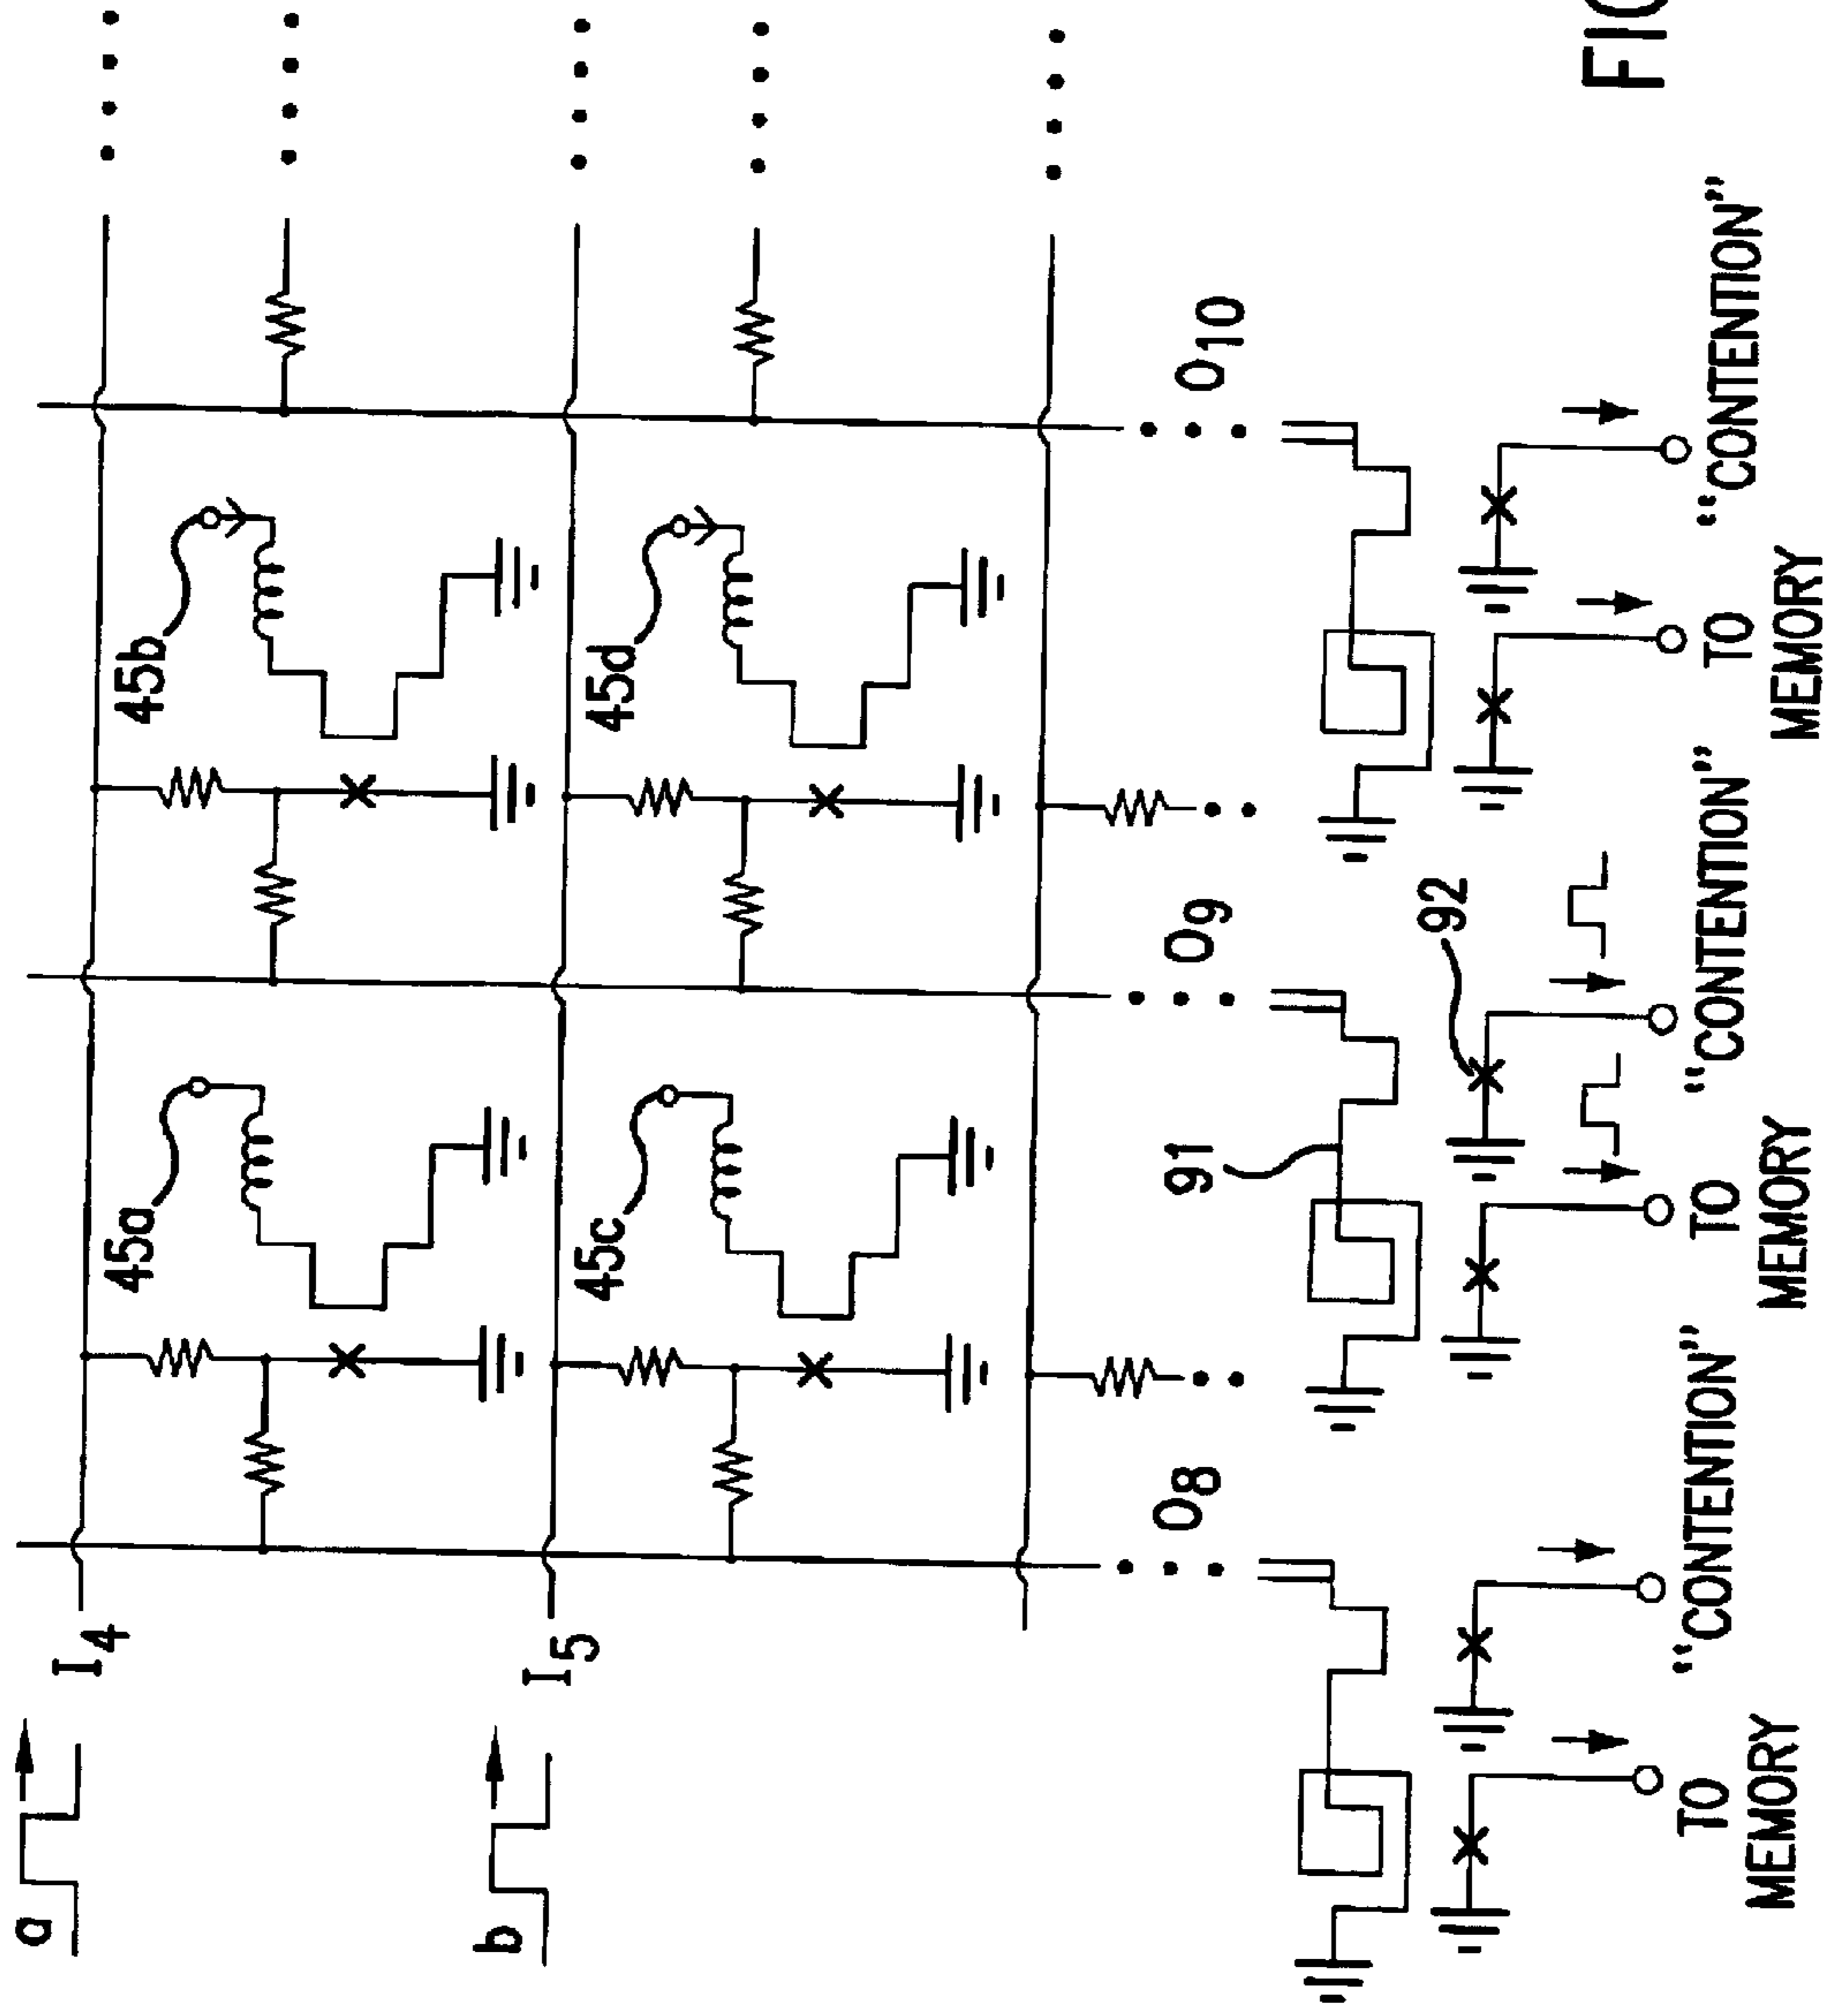 a
I4
45a
45b
b
I5
45c
45d
O8
O9
O10
91
92
TO MEMORY
"CONTENTION"
TO MEMORY
"CONTENTION"
TO MEMORY
"CONTENTION"